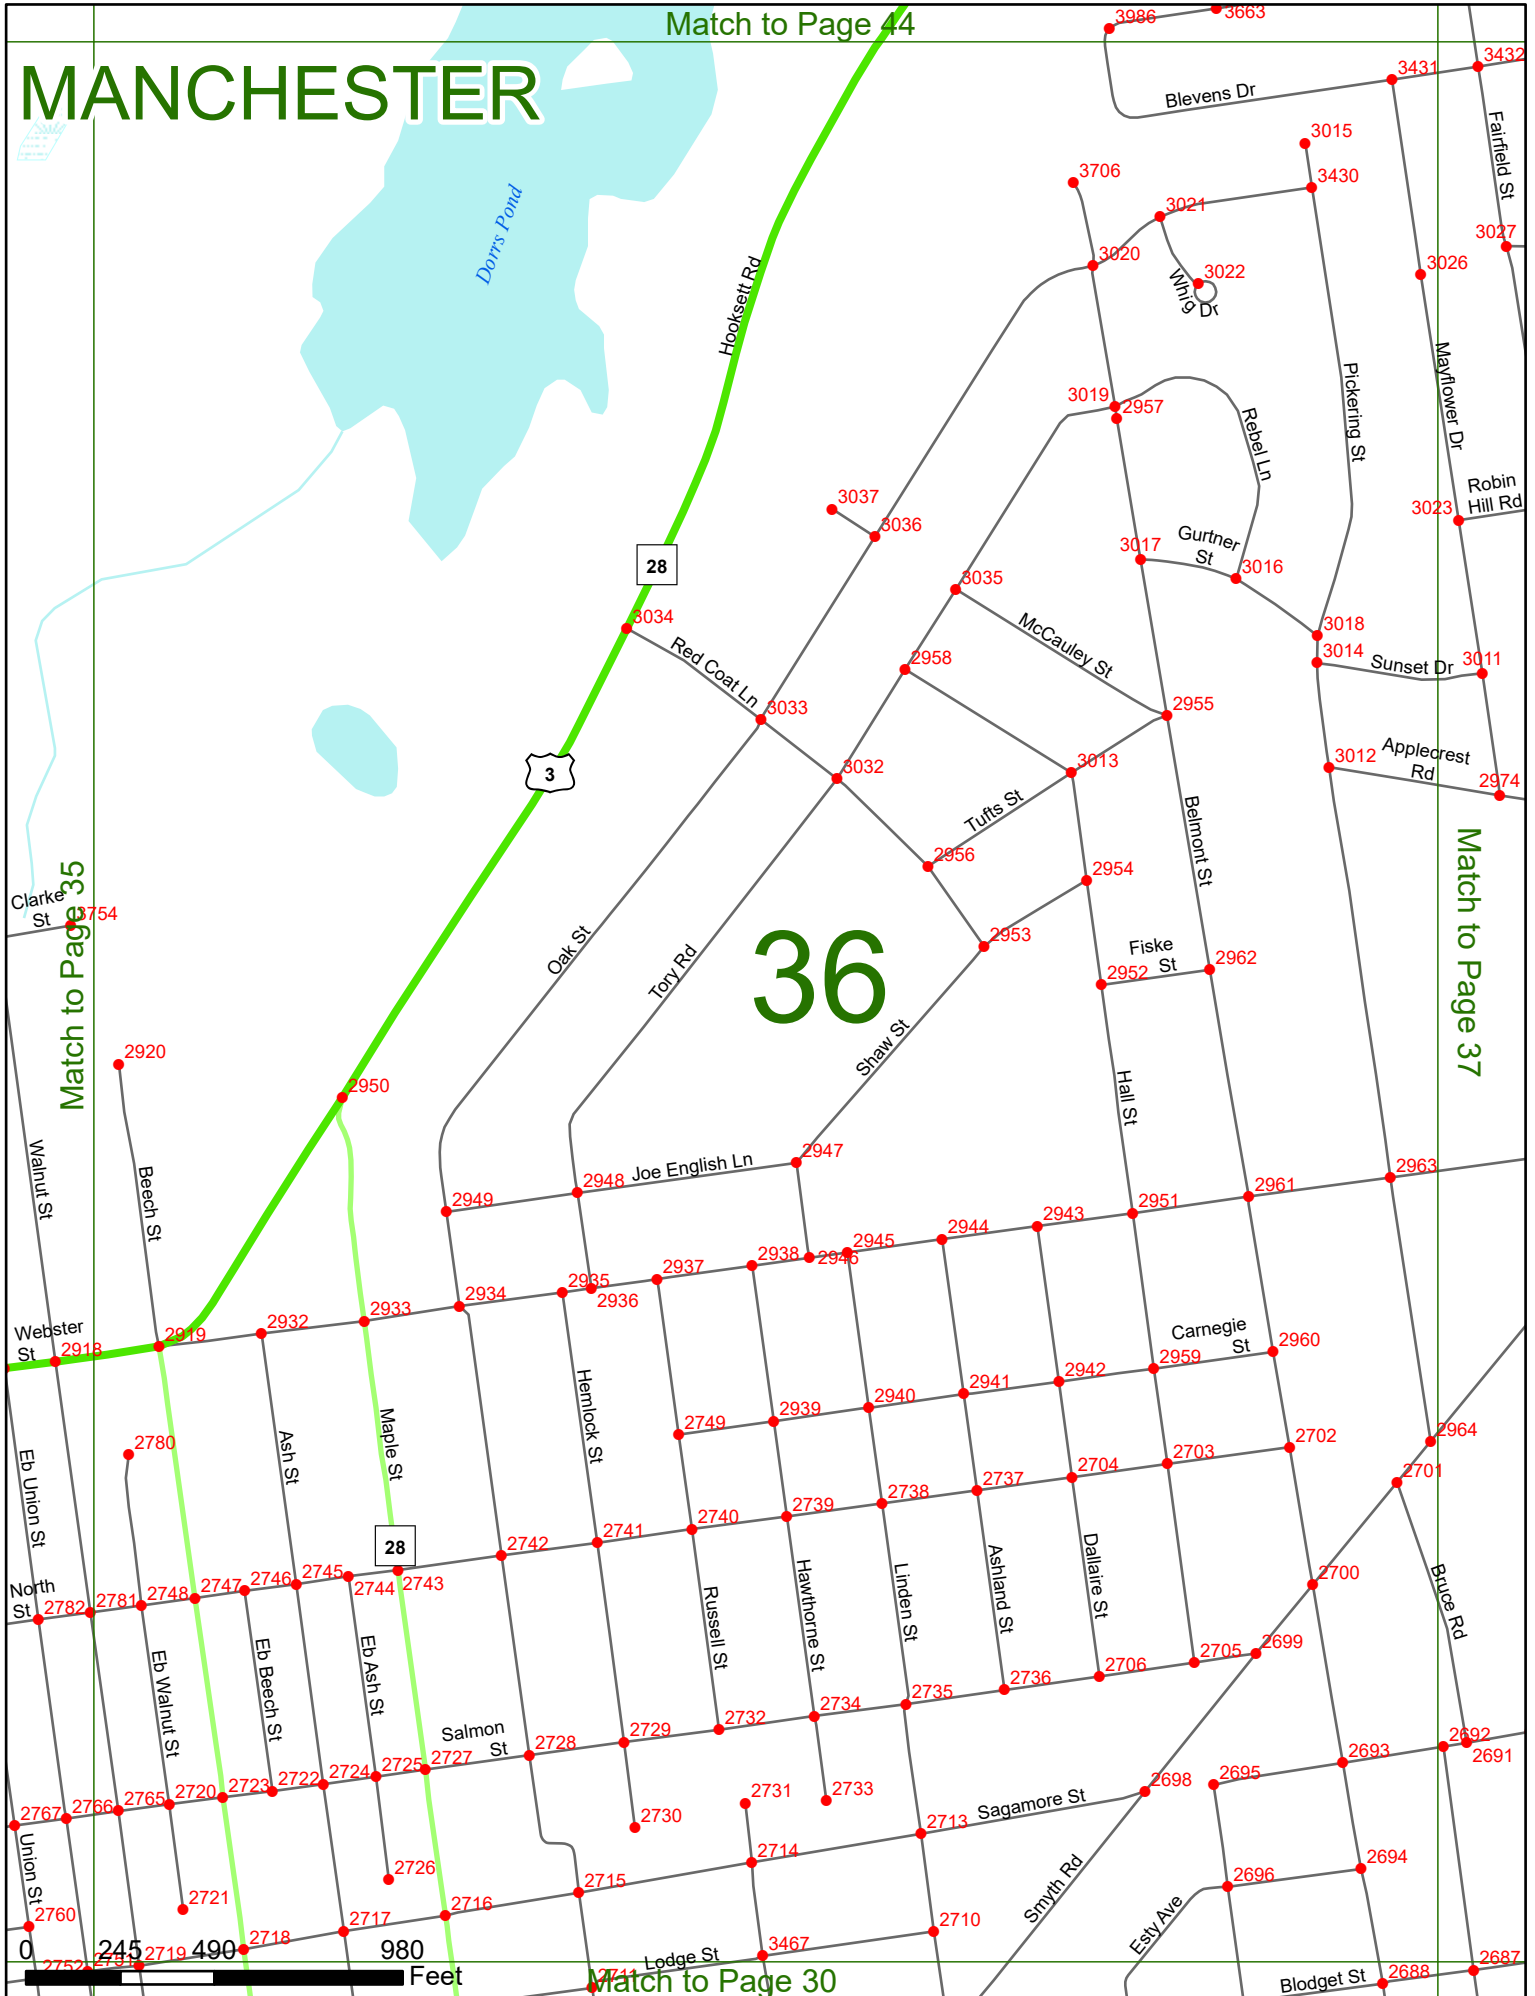 Match to Page 44
3986
3663
MANCHESTER
3431
3432
Blevens Dr
Fairfield St
3015
3706
3430
3021
Dorrs Pond
3027
3020
3026
3022
Whig Dr
Hooksett Rd
Mayflower Dr
Pickering St
3019
2957
Rebel Ln
Robin
Hill Rd
3037
3023
3036
Gurtner
St
3017
28
3016
3035
3034
McCauley St
3018
Red Coat Ln
2958
3014
Sunset Dr
3011
3033
2955
3012
Applecrest
Rd
3
3032
3013
2974
Tufts St
Belmont St
Match to Page 37
2956
Match to Page 35
2954
Clarke
St
3754
Oak St
Tory Rd
36
2953
Fiske
St
2962
2952
Shaw St
2920
2950
Hall St
Walnut St
Beech St
2947
Joe English Ln
2963
2948
2949
2961
2951
2943
2944
2945
2946
2938
2937
2935
2936
2934
2933
2932
2919
Webster
St
2918
Carnegie
St
2960
2959
2942
2941
2940
2939
Hemlock St
2749
Maple St
Ash St
2780
Eb Union St
2702
2964
2703
2701
2704
2737
2738
2739
2740
2741
28
2742
Dallaire St
Ashland St
Linden St
Hawthorne St
Russell St
Bruce Rd
2700
2743
2744
2745
2746
2747
2748
2781
2782
North
St
Eb Walnut St
Eb Beech St
Eb Ash St
2699
2705
2706
2736
2735
2734
2732
2729
2728
Salmon
St
2727
2725
2724
2722
2723
2720
2765
2766
2767
2692
2691
2693
2695
2698
Sagamore St
2733
2731
2730
2713
Union St
2714
2694
2726
2715
Smyth Rd
2696
Esty Ave
2721
2716
2760
2717
2710
2718
3467
Lodge St
2719
2751
2752
0
245
490
980
Feet
2711
Match to Page 30
Blodget St
2688
2687